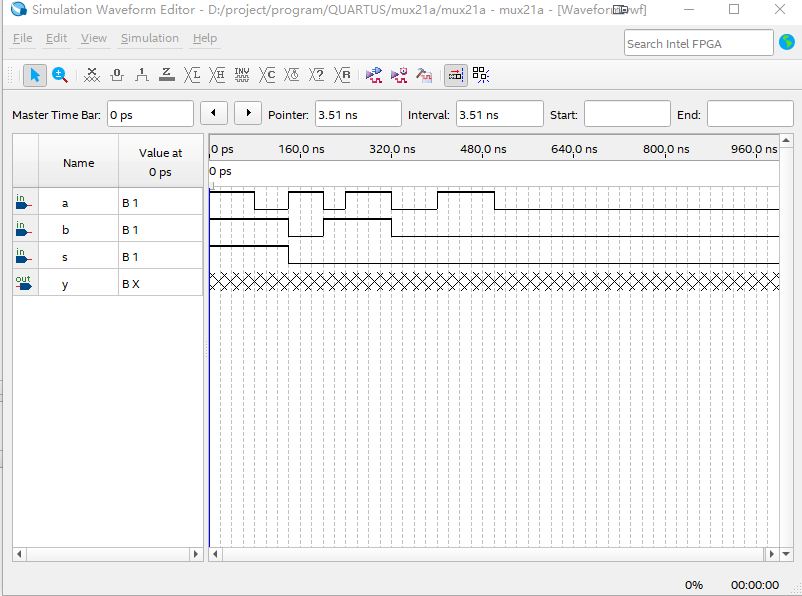 Simulation Waveform Editor - D:/project/program/QUARTUS/mux21a/mux21a - mux21a - [Waveform.vwf]
File Edit View Simulation Help
Search Intel FPGA
Master Time Bar: 0 ps Pointer: 3.51 ns Interval: 3.51 ns Start: End:
Name
Value at
0 ps
0 ps 160.0 ns 320.0 ns 480.0 ns 640.0 ns 800.0 ns 960.0 ns
0 ps
in a B 1
in b B 1
in s B 1
out y B X
0% 00:00:00